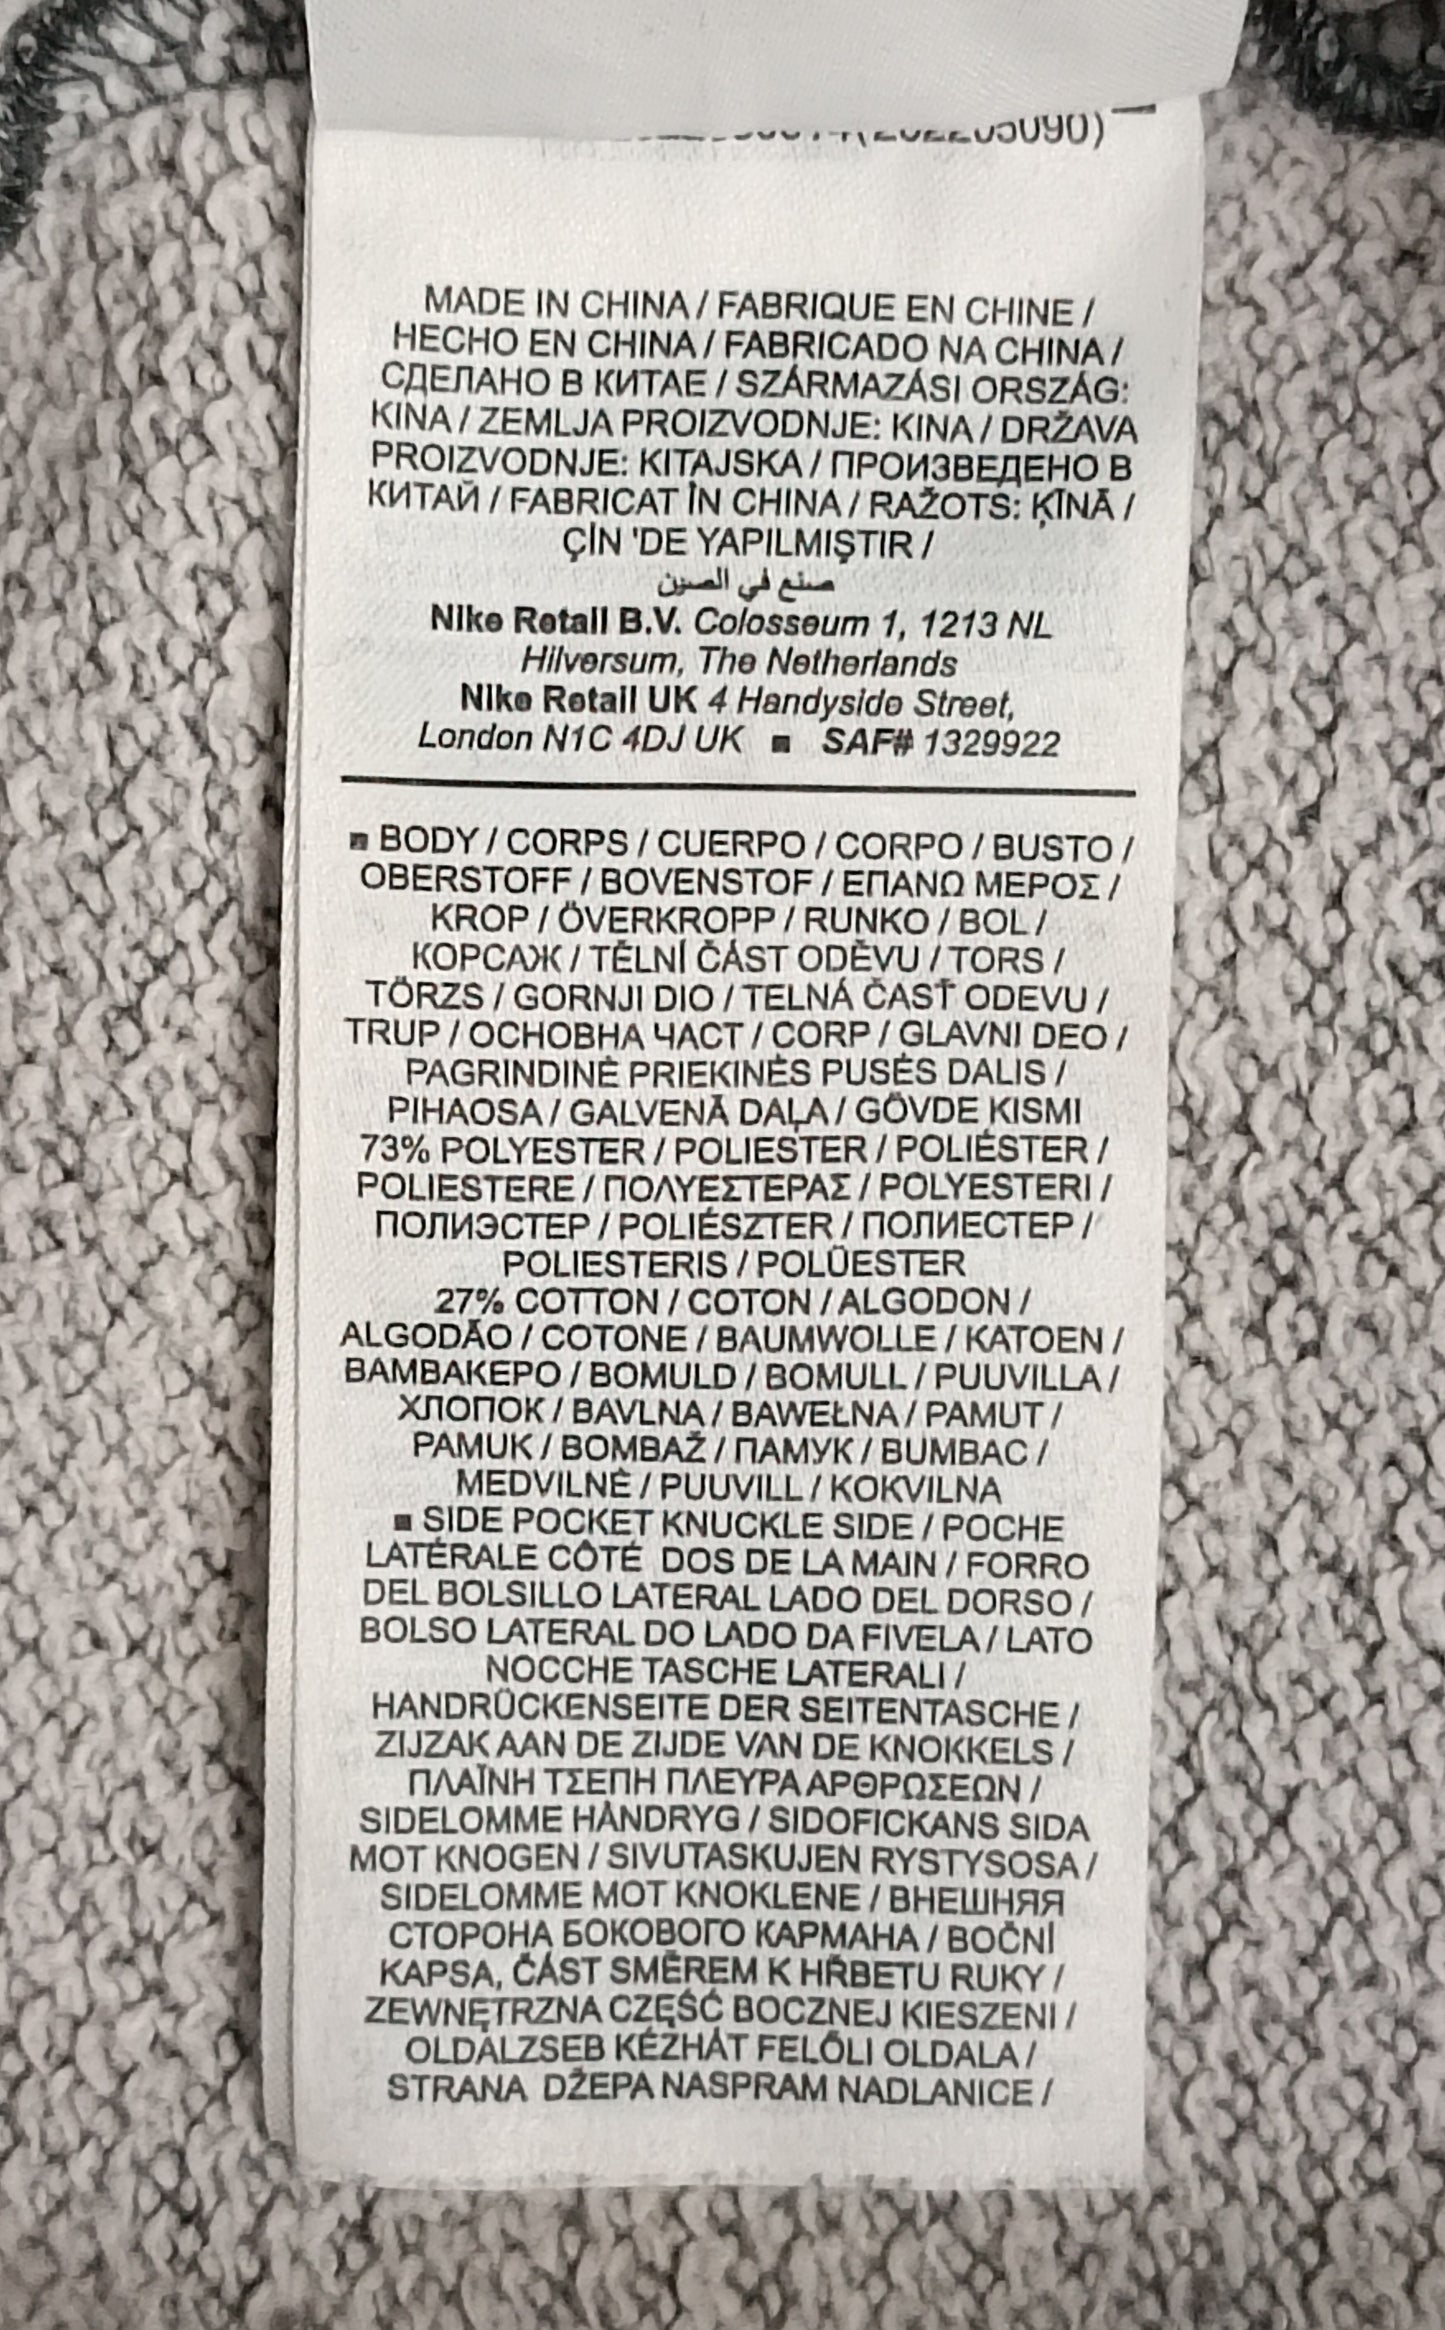 MADE IN CHINA / FABRIQUE EN CHINE /
HECHO EN CHINA / FABRICADO NA CHINA /
СДЕЛАНО В КИТАЕ / SZÁRMAZÁSI ORSZÁG:
KINA / ZEMLJA PROIZVODNJE: KINA / DRŽAVA
PROIZVODNJE: KITAJSKA / ПРОИЗВЕДЕНО В
КИТАЙ / FABRICAT ÎN CHINA / RAŽOTS: ĶĪNĀ /
ÇİN 'DE YAPILMIŞTIR /
صنع في الصين
Nike Retail B.V. Colosseum 1, 1213 NL
Hilversum, The Netherlands
Nike Retail UK 4 Handyside Street,
London N1C 4DJ UK ■ SAF# 1329922
■ BODY / CORPS / CUERPO / CORPO / BUSTO /
OBERSTOFF / BOVENSTOF / ΕΠΑΝΩ ΜΕΡΟΣ /
KROP / ÖVERKROPP / RUNKO / BOL /
КОРСАЖ / TĚLNÍ ČÁST ODĚVU / TORS /
TÖRZS / GORNJI DIO / TELNÁ ČASŤ ODEVU /
TRUP / ОСНОВНА ЧАСТ / CORP / GLAVNI DEO /
PAGRINDINĖ PRIEKINĖS PUSĖS DALIS /
PIHAOSA / GALVENĀ DAĻA / GÖVDE KISMI
73% POLYESTER / POLIESTER / POLIÉSTER /
POLIESTERE / ΠΟΛΥΕΣΤΕΡΑΣ / POLYESTERI /
ПОЛИЭСТЕР / POLIÉSZTER / ПОЛИЕСТЕР /
POLIESTERIS / POLÜESTER
27% COTTON / COTON / ALGODON /
ALGODÃO / COTONE / BAUMWOLLE / KATOEN /
ΒΑΜΒΑΚΕΡΟ / BOMULD / BOMULL / PUUVILLA /
ХЛОПОК / BAVLNA / BAWEŁNA / PAMUT /
PAMUK / BOMBAŽ / ПАМУК / BUMBAC /
MEDVILNĖ / PUUVILL / KOKVILNA
■ SIDE POCKET KNUCKLE SIDE / POCHE
LATÉRALE CÔTÉ DOS DE LA MAIN / FORRO
DEL BOLSILLO LATERAL LADO DEL DORSO /
BOLSO LATERAL DO LADO DA FIVELA / LATO
NOCCHE TASCHE LATERALI /
HANDRÜCKENSEITE DER SEITENTASCHE /
ZIJZAK AAN DE ZIJDE VAN DE KNOKKELS /
ΠΛΑΪΝΗ ΤΣΕΠΗ ΠΛΕΥΡΑ ΑΡΘΡΩΣΕΩΝ /
SIDELOMME HÅNDRYG / SIDOFICKANS SIDA
MOT KNOGEN / SIVUTASKUJEN RYSTYSOSA /
SIDELOMME MOT KNOKLENE / ВНЕШНЯЯ
СТОРОНА БОКОВОГО КАРМАНА / BOČNÍ
KAPSA, ČÁST SMĚREM K HŘBETU RUKY /
ZEWNĘTRZNA CZĘŚĆ BOCZNEJ KIESZENI /
OLDALZSEB KÉZHÁT FELŐLI OLDALA /
STRANA DŽEPA NASPRAM NADLANICE /